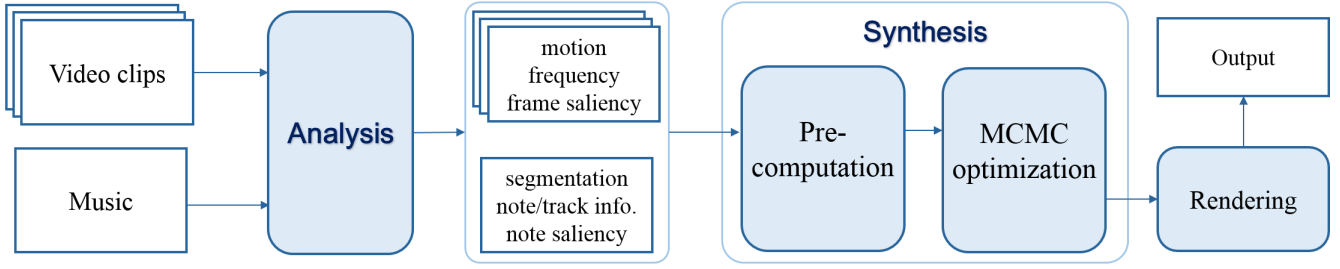 Video clips
Music
Analysis
motion
frequency
frame saliency
segmentation
note/track info.
note saliency
Synthesis
Pre-
computation
MCMC
optimization
Output
Rendering